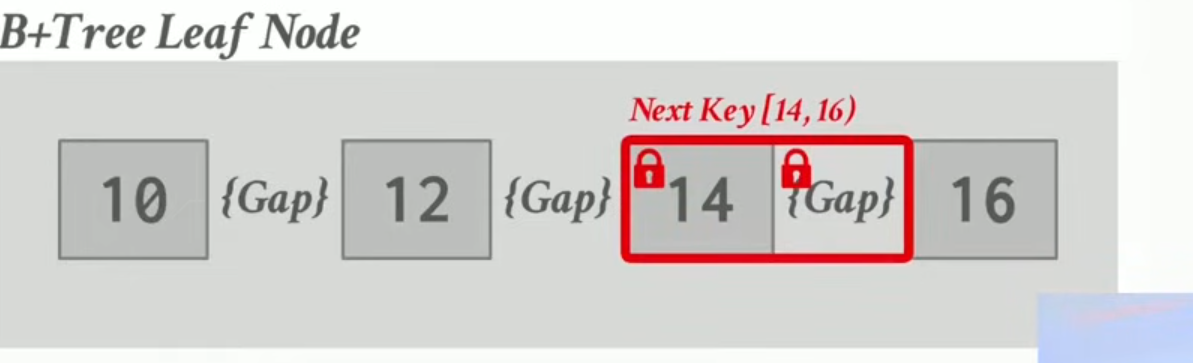 B+Tree Leaf Node
Next Key [14, 16)
10 {Gap} 12 {Gap} 14 {Gap} 16